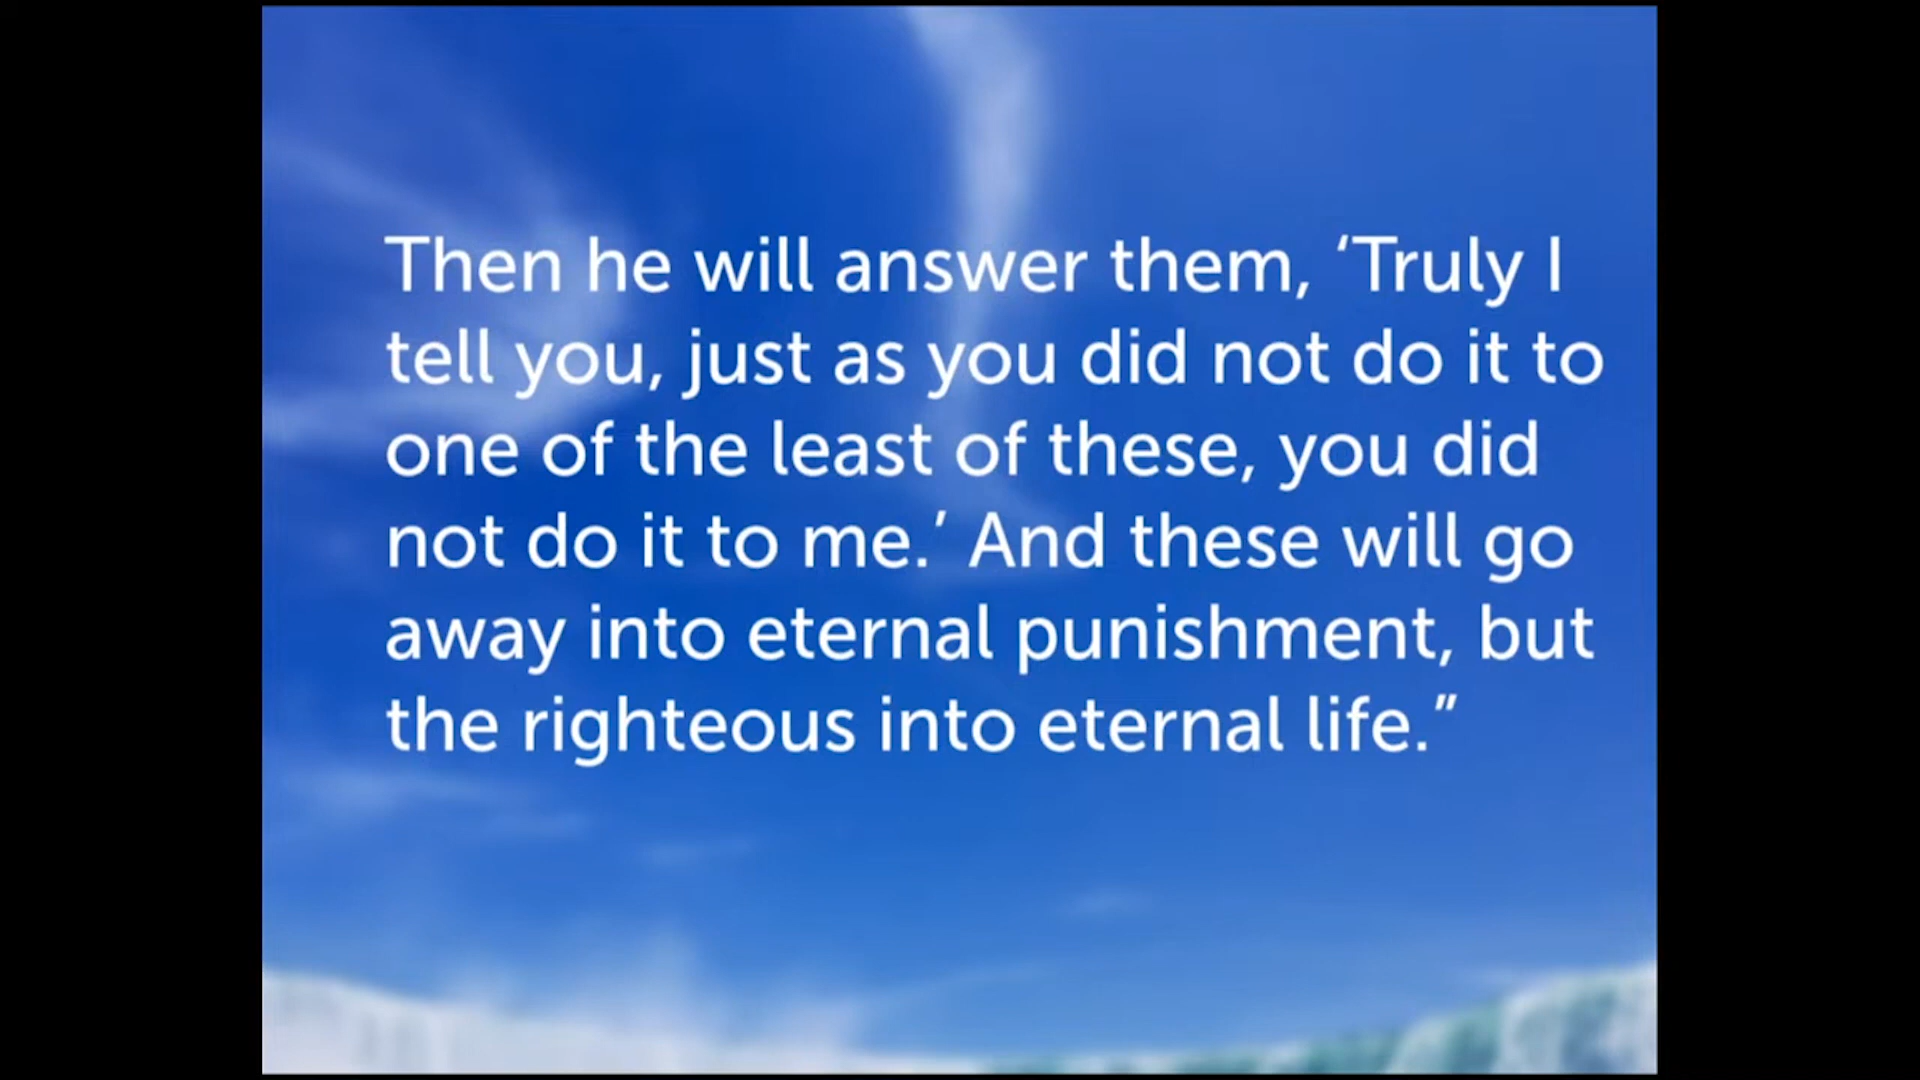 Then he will answer them, ‘Truly I
tell you, just as you did not do it to
one of the least of these, you did
not do it to me.’ And these will go
away into eternal punishment, but
the righteous into eternal life.”